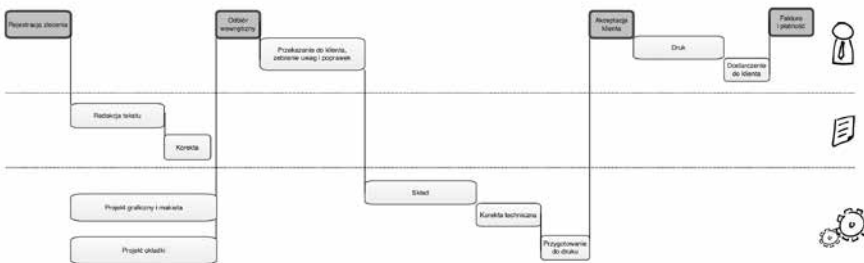 Rejestracja zlecenia
Odbiór
wewnętrzny
Przekazanie do klienta,
zebranie uwag i poprawek
Akceptacja
klienta
Druk
Dostarczenie
do klienta
Faktura
i płatność
Redakcja tekstu
Korekta
Projekt graficzny i makieta
Projekt okładki
Skład
Korekta techniczna
Przygotowanie
do druku